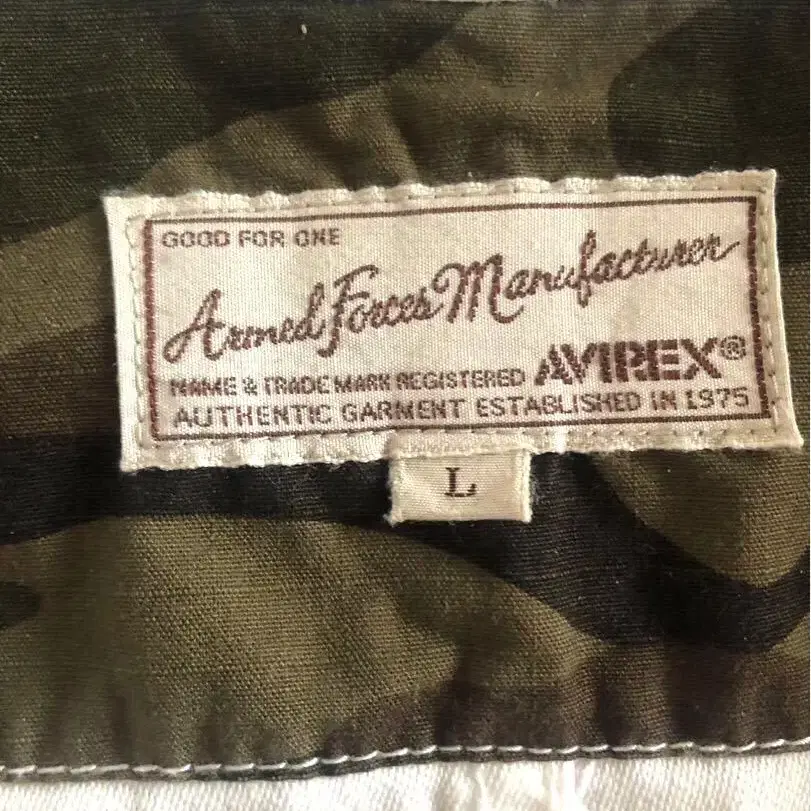 GOOD FOR ONE
Armed Forces Manufacturer
NAME & TRADE MARK REGISTERED AVIREX®
AUTHENTIC GARMENT ESTABLISHED IN 1975
L